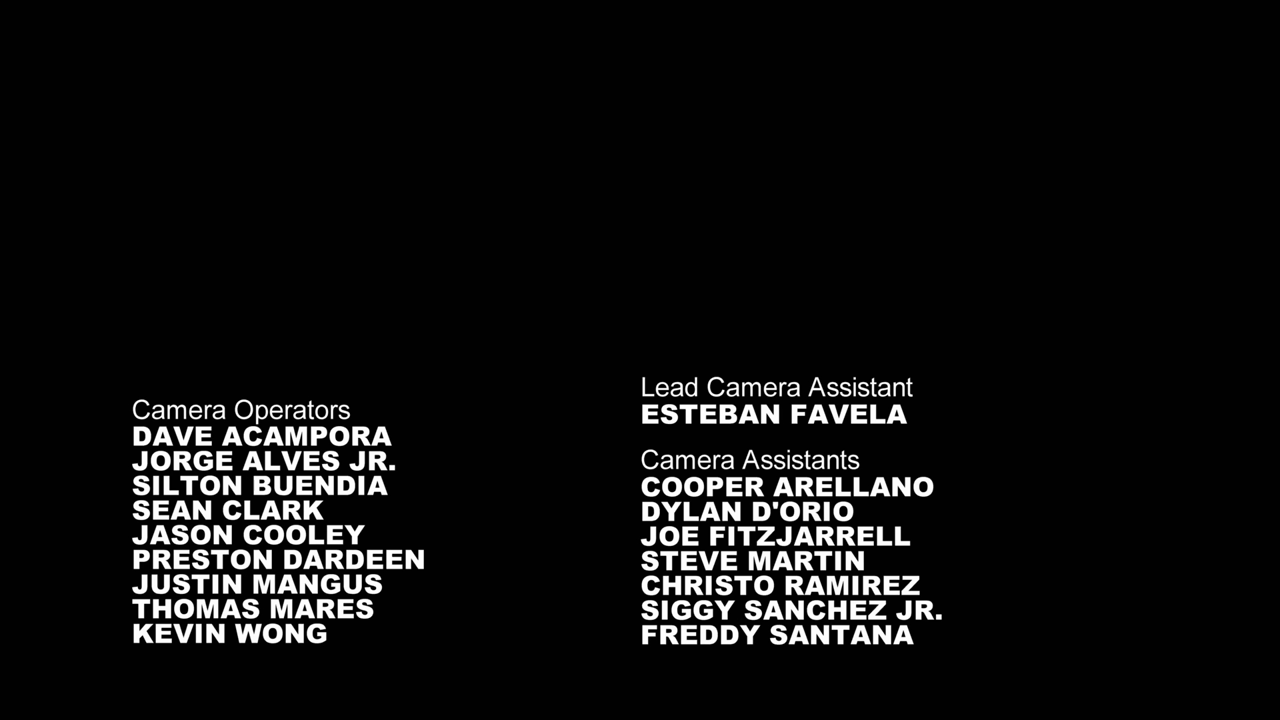 Camera Operators
DAVE ACAMPORA
JORGE ALVES JR.
SILTON BUENDIA
SEAN CLARK
JASON COOLEY
PRESTON DARDEEN
JUSTIN MANGUS
THOMAS MARES
KEVIN WONG
Lead Camera Assistant
ESTEBAN FAVELA
Camera Assistants
COOPER ARELLANO
DYLAN D'ORIO
JOE FITZJARRELL
STEVE MARTIN
CHRISTO RAMIREZ
SIGGY SANCHEZ JR.
FREDDY SANTANA